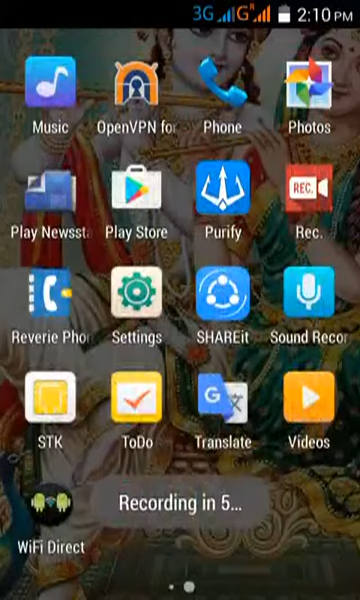 3G G R 2:10 PM
Music OpenVPN for Phone Photos
Play Newssta Play Store Purify Rec.
REC.
Reverie Pho Settings SHAREit Sound Recor
STK ToDo Translate Videos
G
Recording in 5...
WiFi Direct